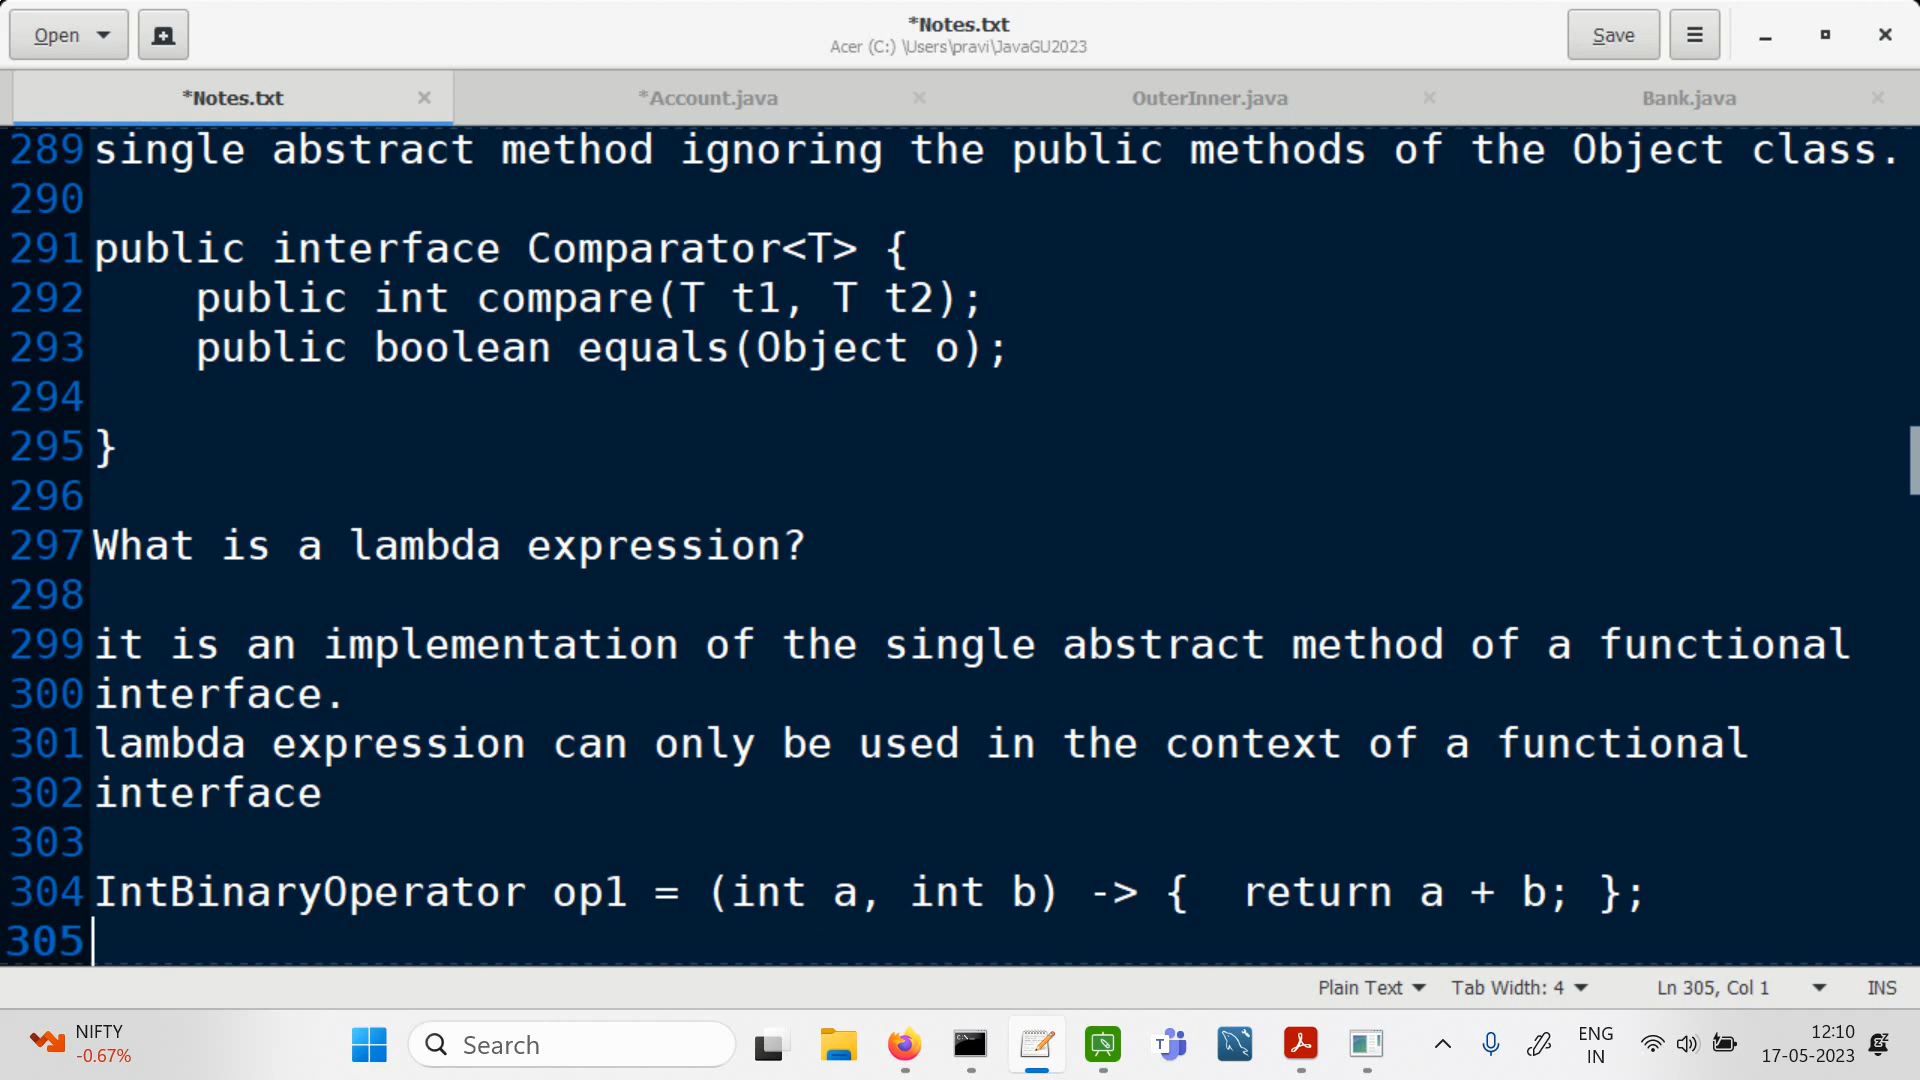 *Notes.txt
Open
Acer (C:) \Users\pravi\JavaGU2023
Save
*Notes.txt
*Account.java
OuterInner.java
Bank.java
289 single abstract method ignoring the public methods of the Object class.
290
291 public interface Comparator<T> {
292     public int compare(T t1, T t2);
293     public boolean equals(Object o);
294
295 }
296
297 What is a lambda expression?
298
299 it is an implementation of the single abstract method of a functional
300 interface.
301 lambda expression can only be used in the context of a functional
302 interface
303
304 IntBinaryOperator op1 = (int a, int b) -> {  return a + b; };
305
Plain Text Tab Width: 4 Ln 305, Col 1 INS
NIFTY
-0.67%
Search
ENG
IN
12:10
17-05-2023